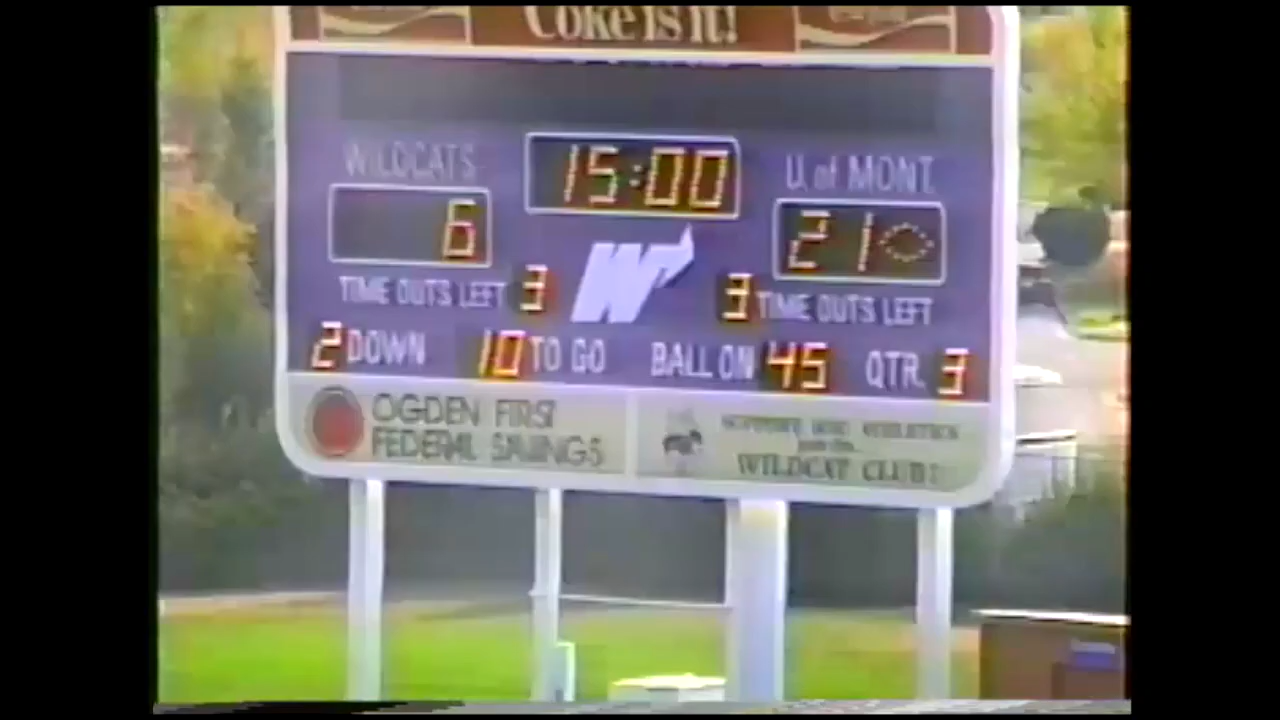 Coke is it!
WILDCATS 15:00 U. of MONT.
6 21
W
TIME OUTS LEFT 3 3 TIME OUTS LEFT
2 DOWN 10 TO GO BALL ON 45 QTR. 3
OGDEN FIRST
FEDERAL SAVINGS
WILDCAT CLUB!